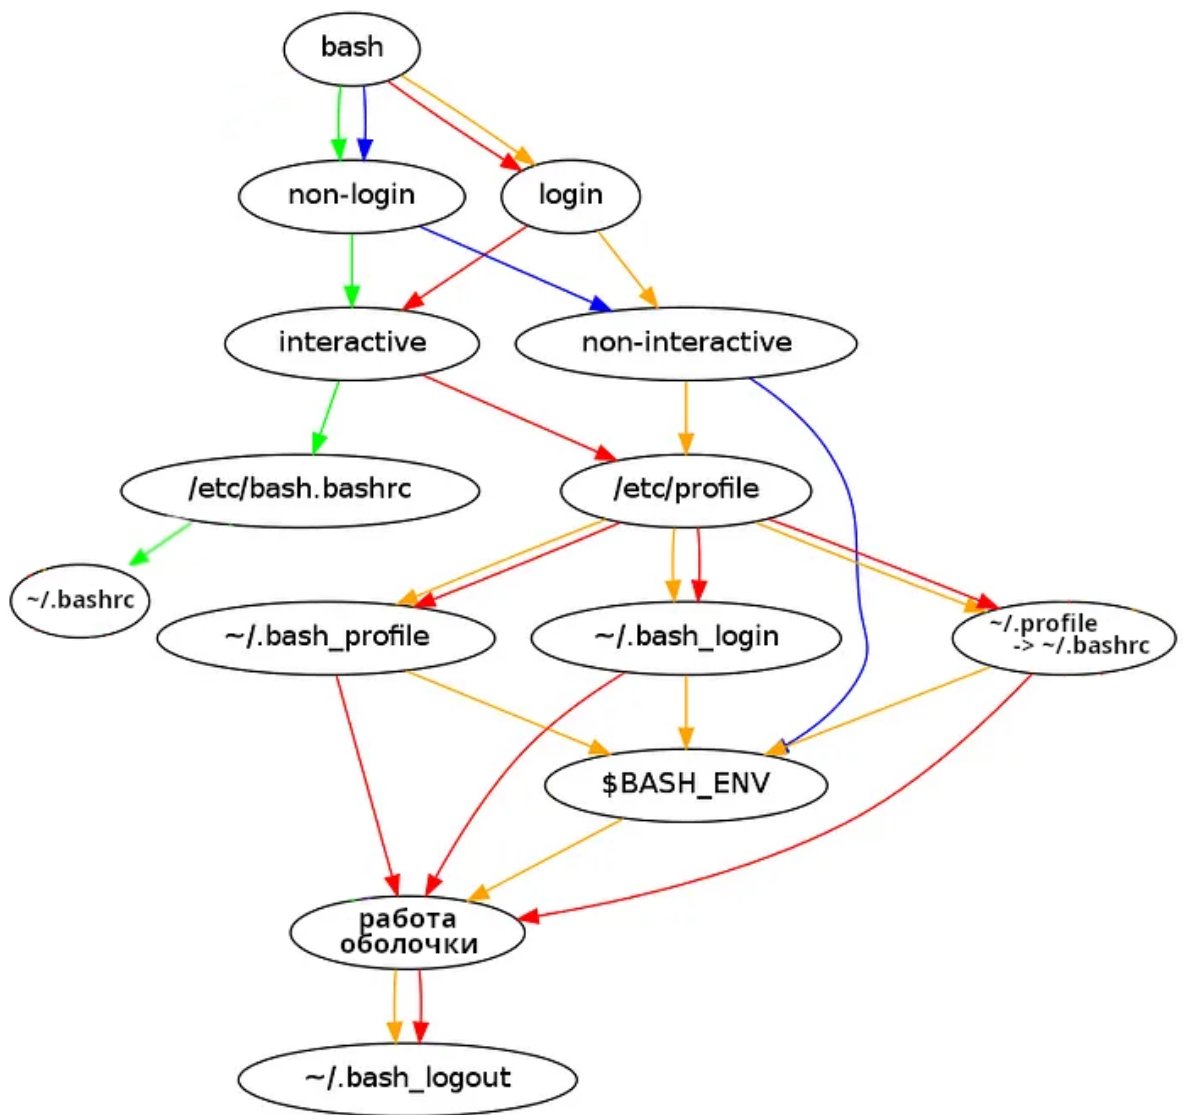 bash
non-login
login
interactive
non-interactive
/etc/bash.bashrc
/etc/profile
~/.bashrc
~/.bash_profile
~/.bash_login
~/.profile
-> ~/.bashrc
$BASH_ENV
работа
оболочки
~/.bash_logout